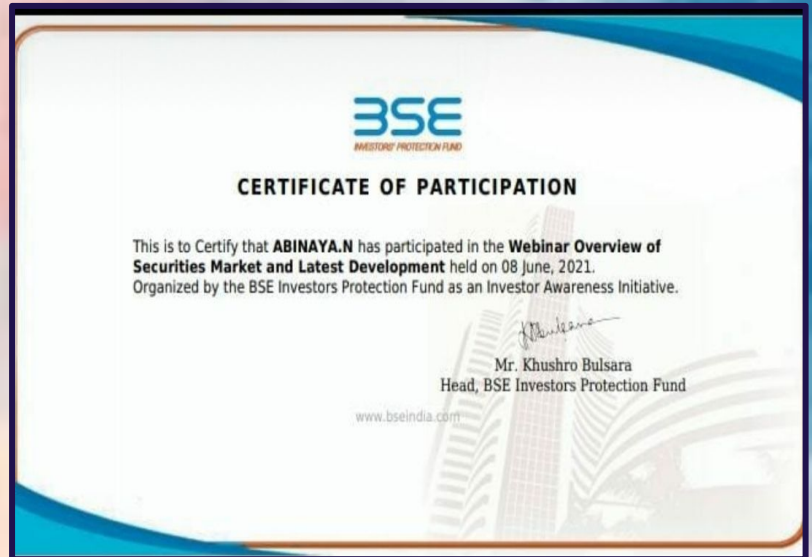 BSE
INVESTORS' PROTECTION FUND
CERTIFICATE OF PARTICIPATION
This is to Certify that ABINAYA.N has participated in the Webinar Overview of
Securities Market and Latest Development held on 08 June, 2021.
Organized by the BSE Investors Protection Fund as an Investor Awareness Initiative.
Mr. Khushro Bulsara
Head, BSE Investors Protection Fund
www.bseindia.com